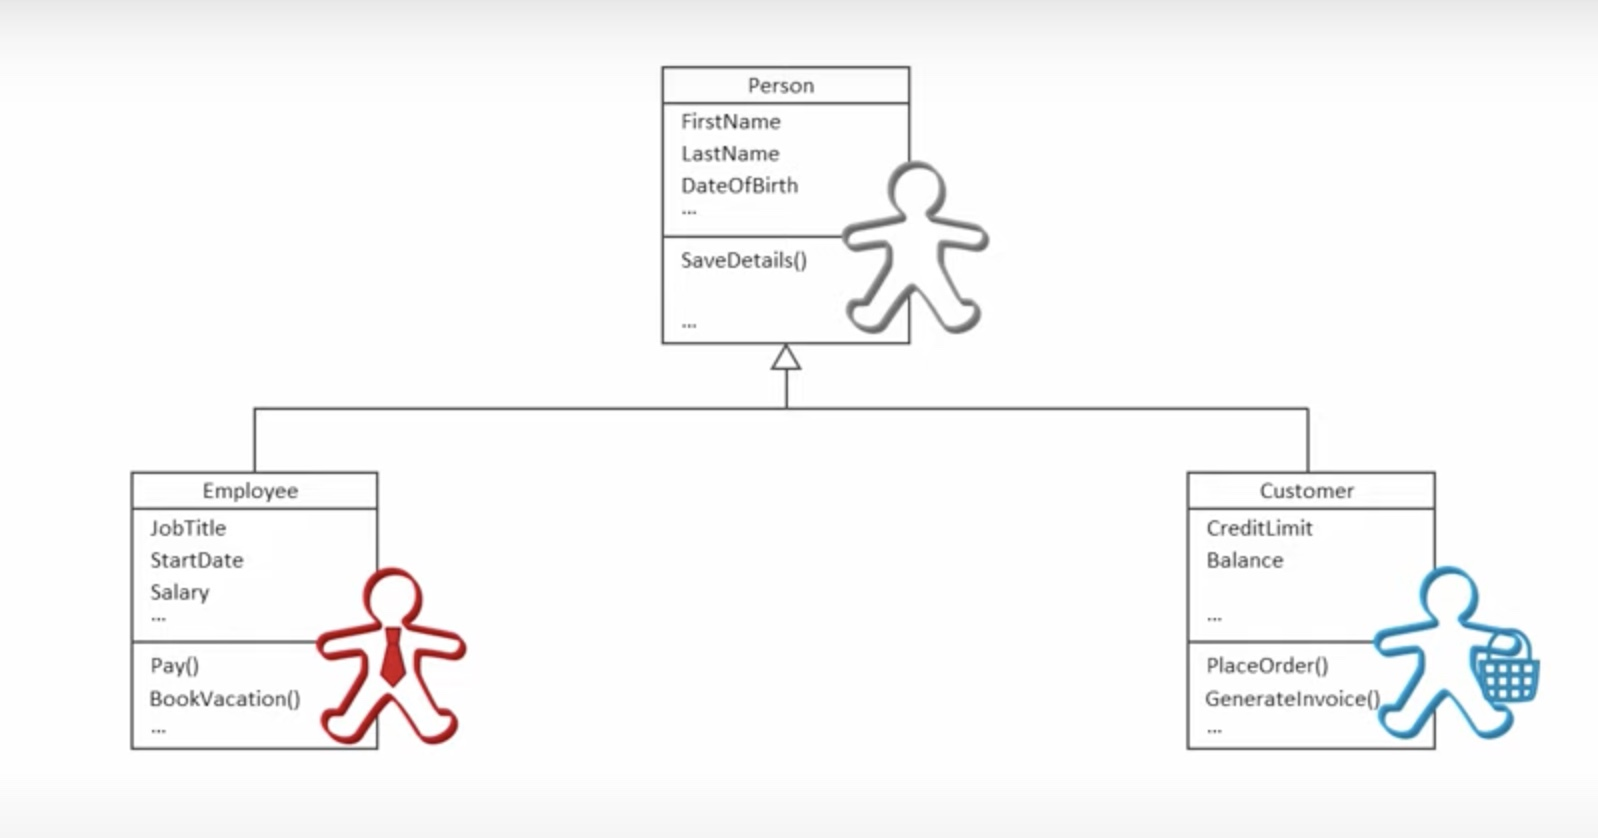 Person
FirstName
LastName
DateOfBirth
...
SaveDetails()
...
Employee
JobTitle
StartDate
Salary
...
Pay()
BookVacation()
...
Customer
CreditLimit
Balance
...
PlaceOrder()
GenerateInvoice()
...